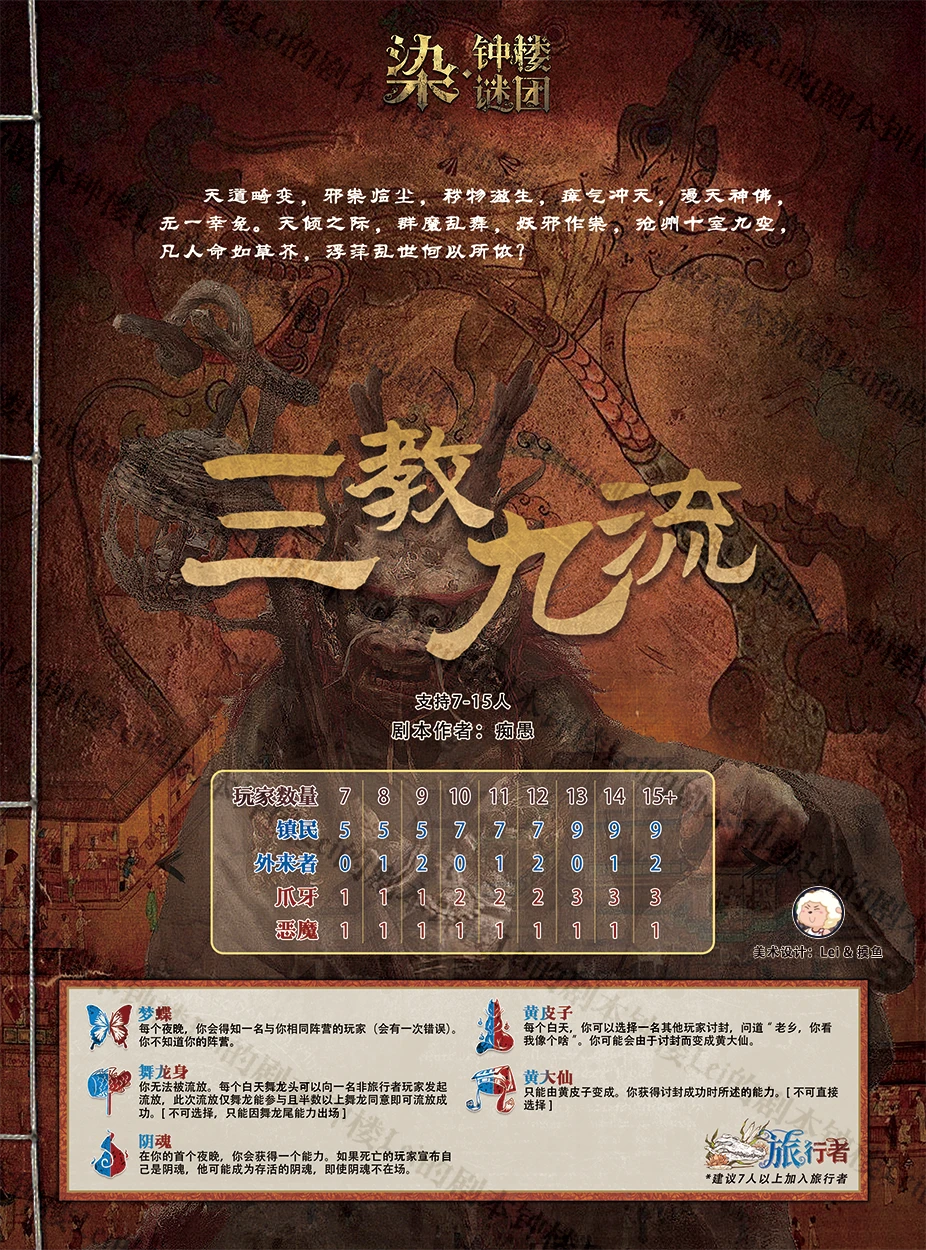 染·钟楼谜团
天道畸变，邪祟临尘，秽物滋生，瘴气冲天，漫天神佛，
无一幸免。天倾之际，群魔乱舞，妖邪作祟，沧州十室九空，
凡人命如草芥，浮萍乱世何以所依？
三教九流
支持7-15人
剧本作者：痴愚
玩家数量 7 8 9 10 11 12 13 14 15+
镇民 5 5 5 7 7 7 9 9 9
外来者 0 1 2 0 1 2 0 1 2
爪牙 1 1 1 2 2 2 3 3 3
恶魔 1 1 1 1 1 1 1 1 1
美术设计：Lei & 摸鱼
梦蝶
每个夜晚，你会得知一名与你相同阵营的玩家（会有一次错误）。
你不知道你的阵营。
舞龙身
你无法被流放。每个白天舞龙头可以向一名非旅行者玩家发起
流放，此次流放仅舞龙能参与且半数以上舞龙同意即可流放成
功。[ 不可选择，只能因舞龙尾能力出场 ]
阴魂
在你的首个夜晚，你会获得一个能力。如果死亡的玩家宣布自
己是阴魂，他可能成为存活的阴魂，即使阴魂不在场。
黄皮子
每个白天，你可以选择一名其他玩家讨封，问道＂老乡，你看
我像个啥＂。你可能会由于讨封而变成黄大仙。
黄大仙
只能由黄皮子变成。你获得讨封成功时所述的能力。[ 不可直接
选择 ]
旅行者
*建议7人以上加入旅行者